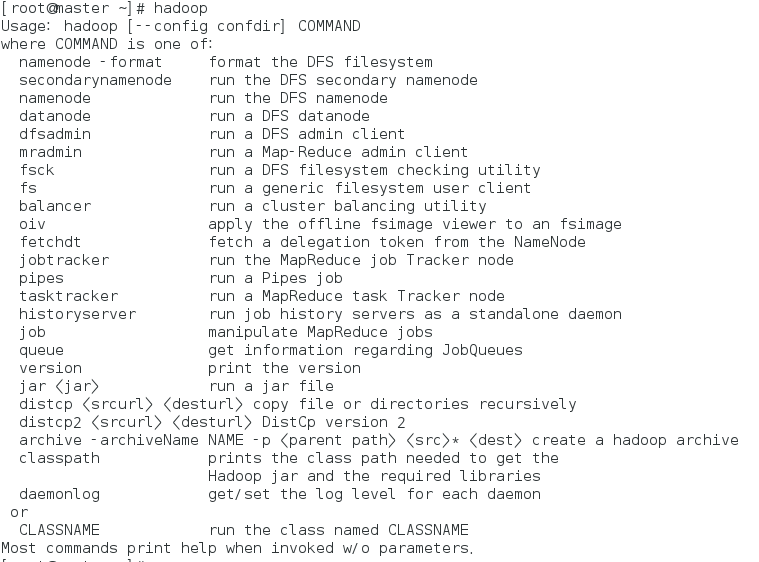 [root@master ~]# hadoop
Usage: hadoop [--config confdir] COMMAND
where COMMAND is one of:
  namenode -format     format the DFS filesystem
  secondarynamenode    run the DFS secondary namenode
  namenode             run the DFS namenode
  datanode             run a DFS datanode
  dfsadmin             run a DFS admin client
  mradmin              run a Map-Reduce admin client
  fsck                 run a DFS filesystem checking utility
  fs                   run a generic filesystem user client
  balancer             run a cluster balancing utility
  oiv                  apply the offline fsimage viewer to an fsimage
  fetchdt              fetch a delegation token from the NameNode
  jobtracker           run the MapReduce job Tracker node
  pipes                run a Pipes job
  tasktracker          run a MapReduce task Tracker node
  historyserver        run job history servers as a standalone daemon
  job                  manipulate MapReduce jobs
  queue                get information regarding JobQueues
  version              print the version
  jar <jar>            run a jar file
  distcp <srcurl> <desturl> copy file or directories recursively
  distcp2 <srcurl> <desturl> DistCp version 2
  archive -archiveName NAME -p <parent path> <src>* <dest> create a hadoop archive
  classpath            prints the class path needed to get the
                       Hadoop jar and the required libraries
  daemonlog            get/set the log level for each daemon
 or
  CLASSNAME            run the class named CLASSNAME
Most commands print help when invoked w/o parameters.